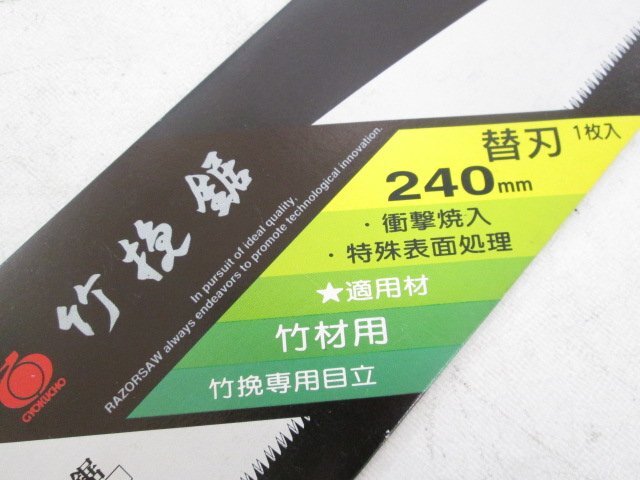 竹挽鋸
In pursuit of ideal quality,
RAZORSAW always endeavors to promote technological innovation.
GYOKUCHO
替刃 1枚入
240mm
・衝撃焼入
・特殊表面処理
★適用材
竹材用
竹挽専用目立
鋸